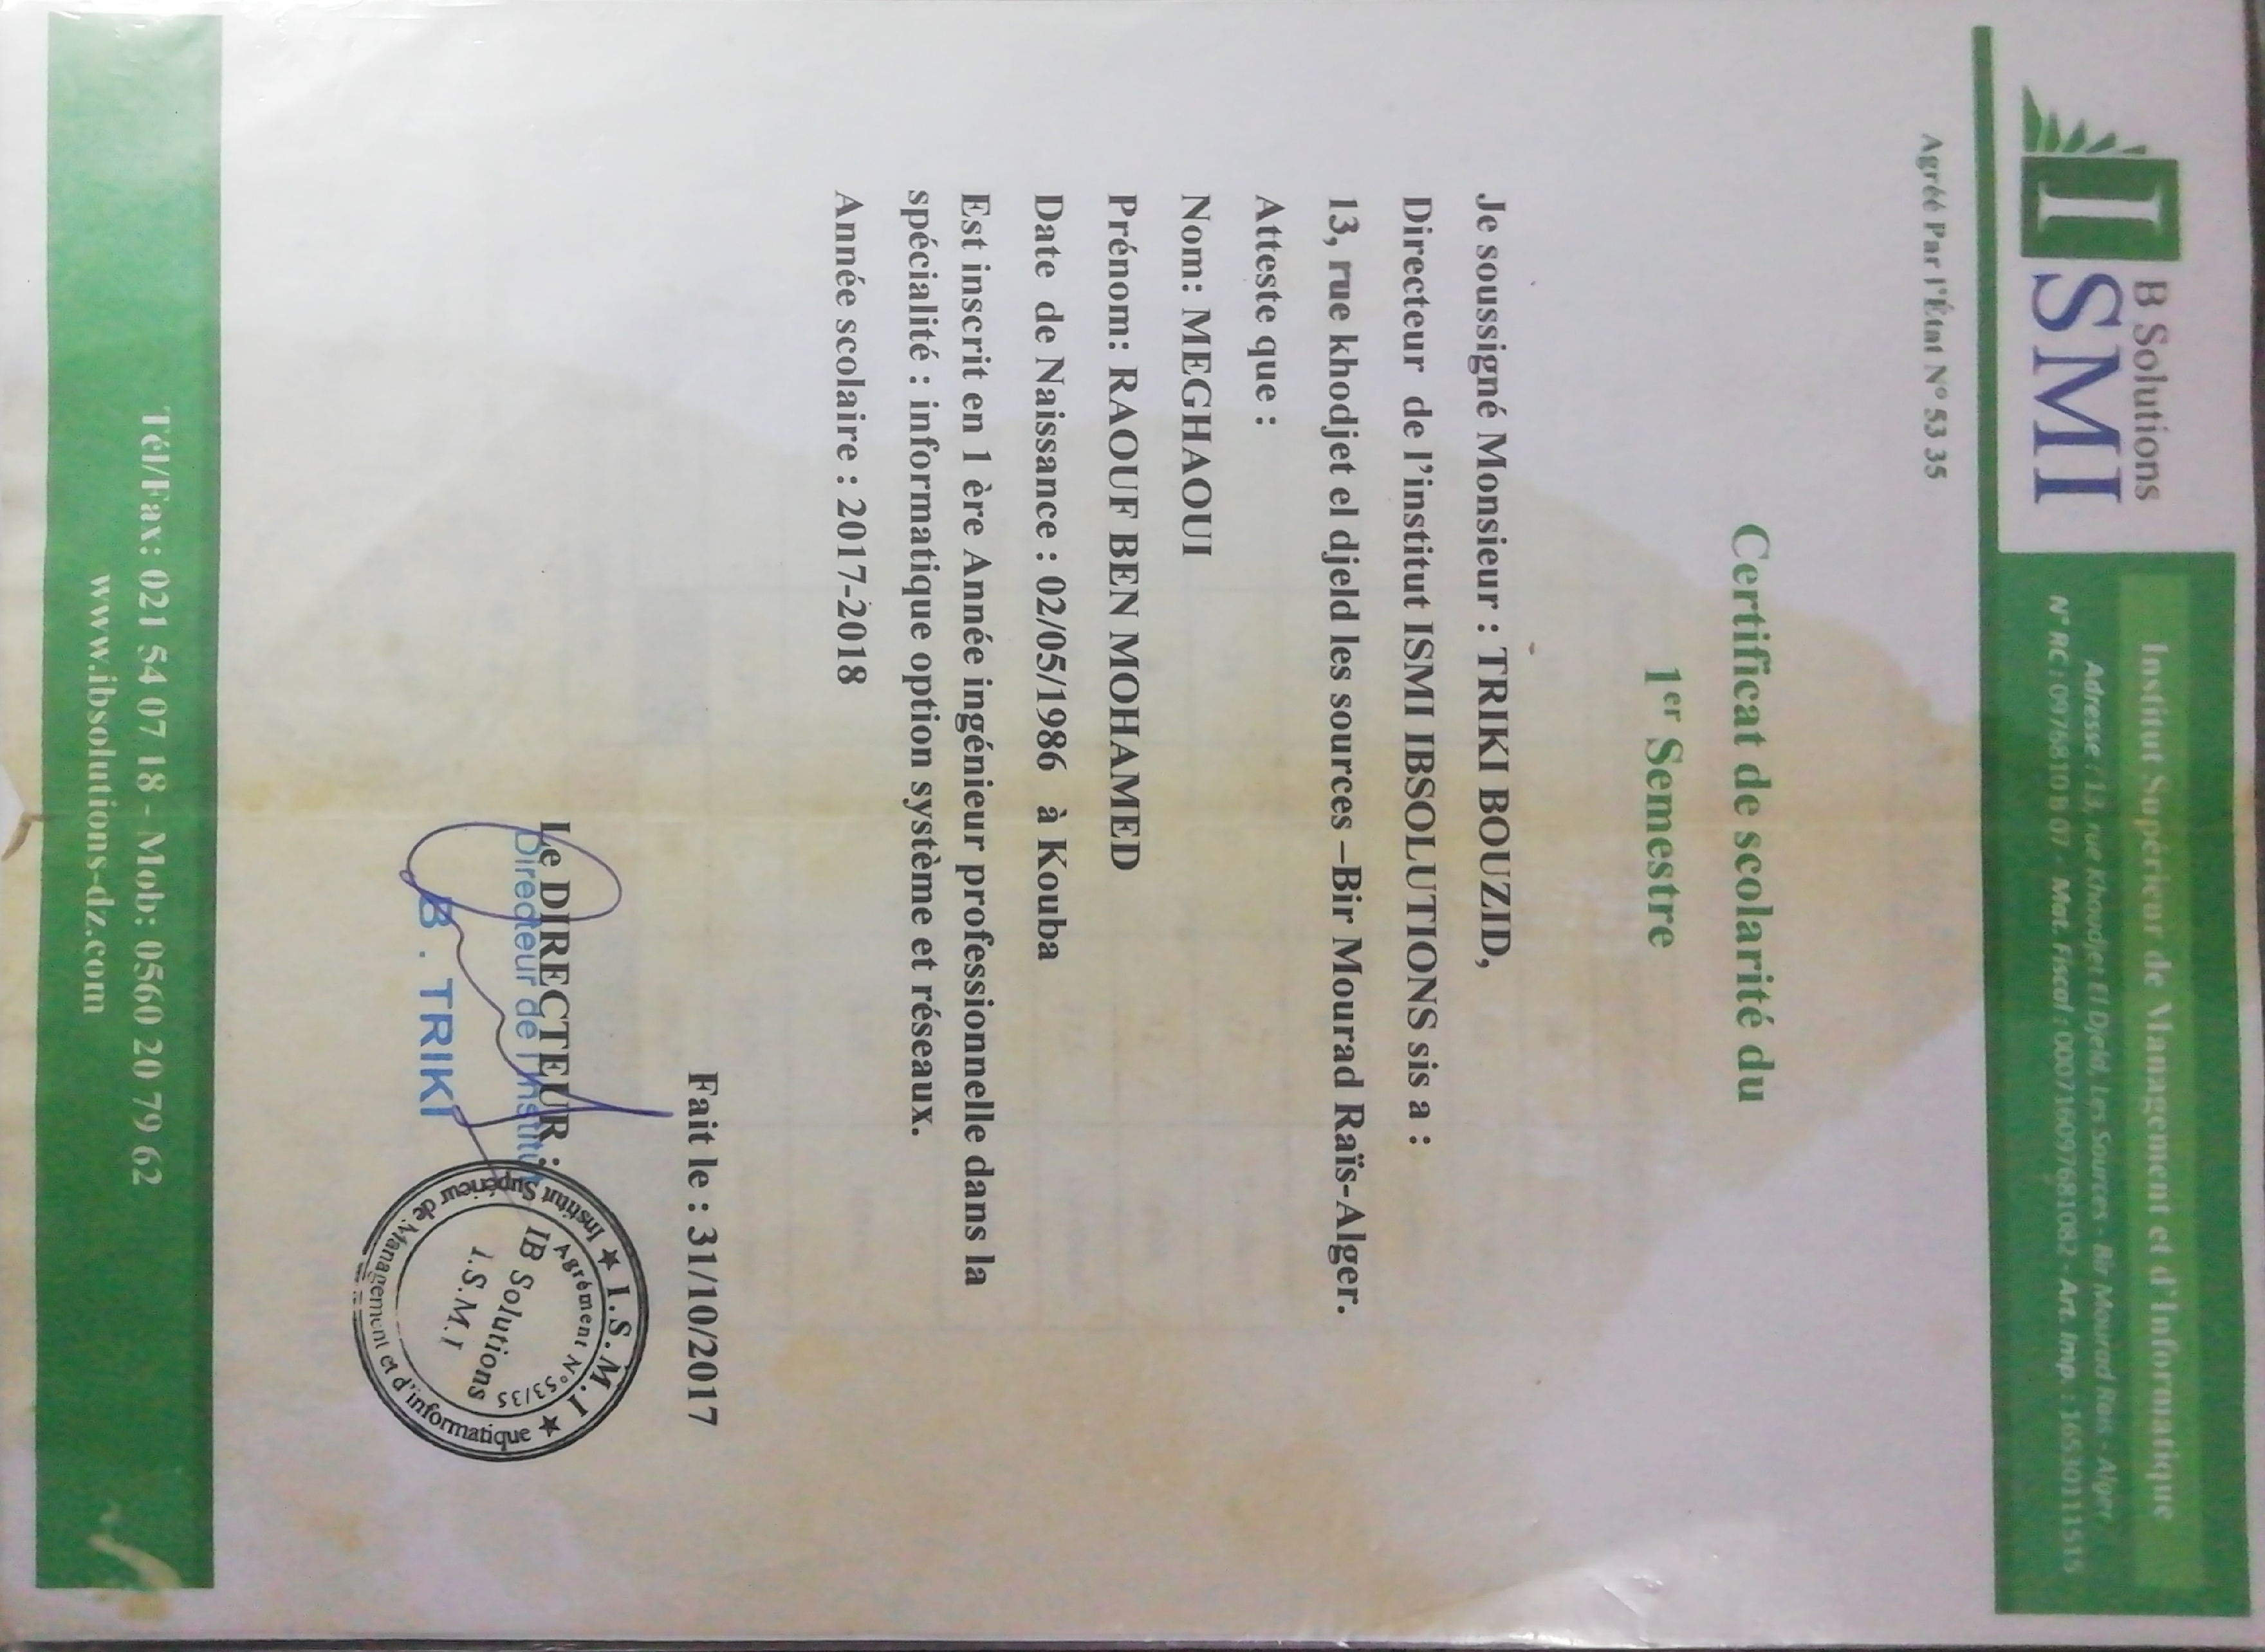 IB Solutions
ISMI
Institut Supérieur de Management et d'Informatique
Adresse : 13, rue Khoudjet El Djeld, Les Sources - Bir Mourad Rais - Alger
N° RC : 0976810 B 07 - Mat. Fiscal : 000716097681082 - Art. Imp. : 16530111515
Agréé Par l'État N° 53 35
Certificat de scolarité du
1er Semestre
Je soussigné Monsieur : TRIKI BOUZID,
Directeur de l'institut ISMI IBSOLUTIONS sis a :
13, rue khodjet el djeld les sources –Bir Mourad Raïs-Alger.
Atteste que :
Nom: MEGHAOUI
Prénom: RAOUF BEN MOHAMED
Date de Naissance : 02/05/1986 à Kouba
Est inscrit en 1 ère Année ingénieur professionnelle dans la
spécialité : informatique option système et réseaux.
Année scolaire : 2017-2018
Fait le : 31/10/2017
Le DIRECTEUR :
Directeur de l'Institut
B . TRIKI
★ I.S.M.I ★
Institut Supérieur de Management et d'informatique
Agrément N°53/35
IB Solutions
I.S.M.I
Tél/Fax: 021 54 07 18 - Mob: 0560 20 79 62
www.ibsolutions-dz.com